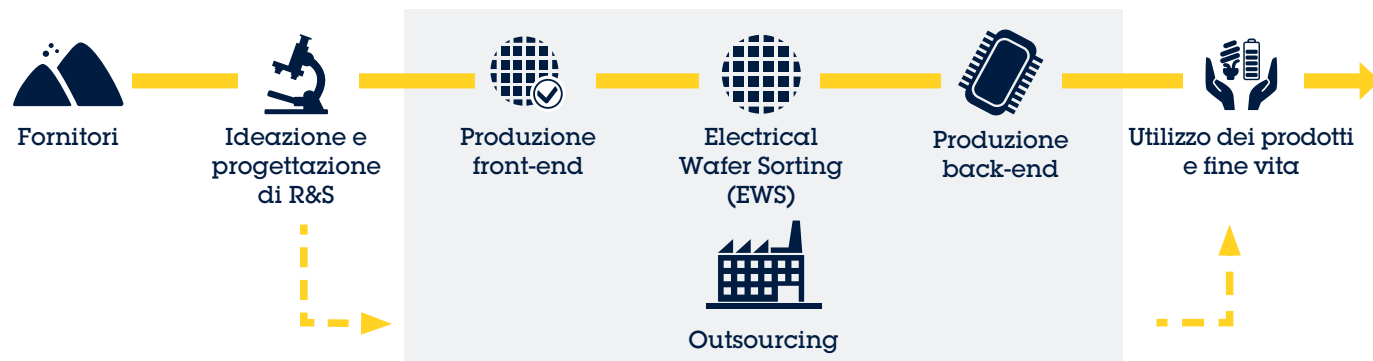 Fornitori
Ideazione e
progettazione
di R&S
Produzione
front-end
Electrical
Wafer Sorting
(EWS)
Produzione
back-end
Utilizzo dei prodotti
e fine vita
Outsourcing